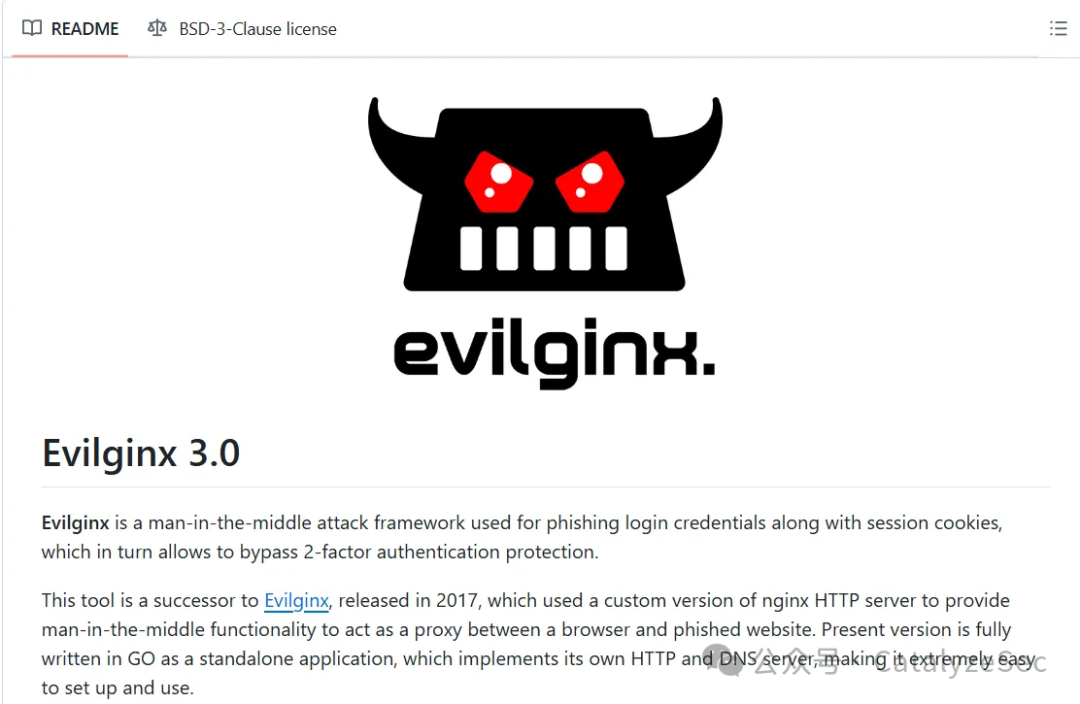 README BSD-3-Clause license
evilginx.
Evilginx 3.0
Evilginx is a man-in-the-middle attack framework used for phishing login credentials along with session cookies,
which in turn allows to bypass 2-factor authentication protection.
This tool is a successor to Evilginx, released in 2017, which used a custom version of nginx HTTP server to provide
man-in-the-middle functionality to act as a proxy between a browser and phished website. Present version is fully
written in GO as a standalone application, which implements its own HTTP and DNS server, making it extremely easy
to set up and use.
公众号 CatalyzeSec